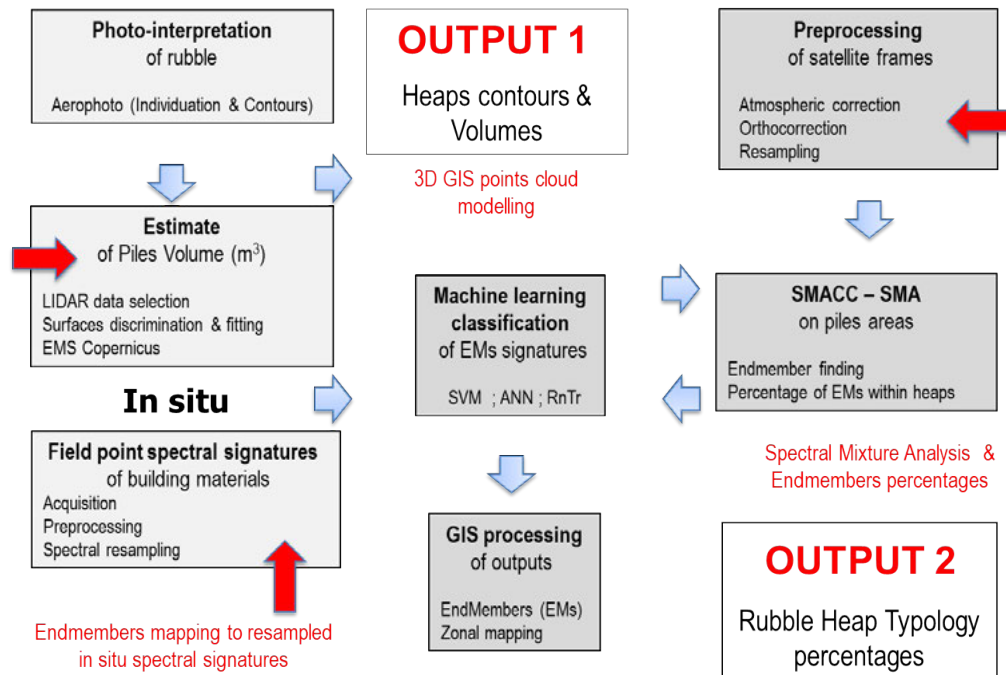 Photo-interpretation
of rubble
Aerophoto (Individuation & Contours)
OUTPUT 1
Heaps contours &
Volumes
3D GIS points cloud
modelling
Preprocessing
of satellite frames
Atmospheric correction
Orthocorrection
Resampling
Estimate
of Piles Volume (m³)
LIDAR data selection
Surfaces discrimination & fitting
EMS Copernicus
Machine learning
classification
of EMs signatures
SVM ; ANN ; RnTr
SMACC – SMA
on piles areas
Endmember finding
Percentage of EMs within heaps
Spectral Mixture Analysis &
Endmembers percentages
In situ
Field point spectral signatures
of building materials
Acquisition
Preprocessing
Spectral resampling
Endmembers mapping to resampled
in situ spectral signatures
GIS processing
of outputs
EndMembers (EMs)
Zonal mapping
OUTPUT 2
Rubble Heap Typology
percentages